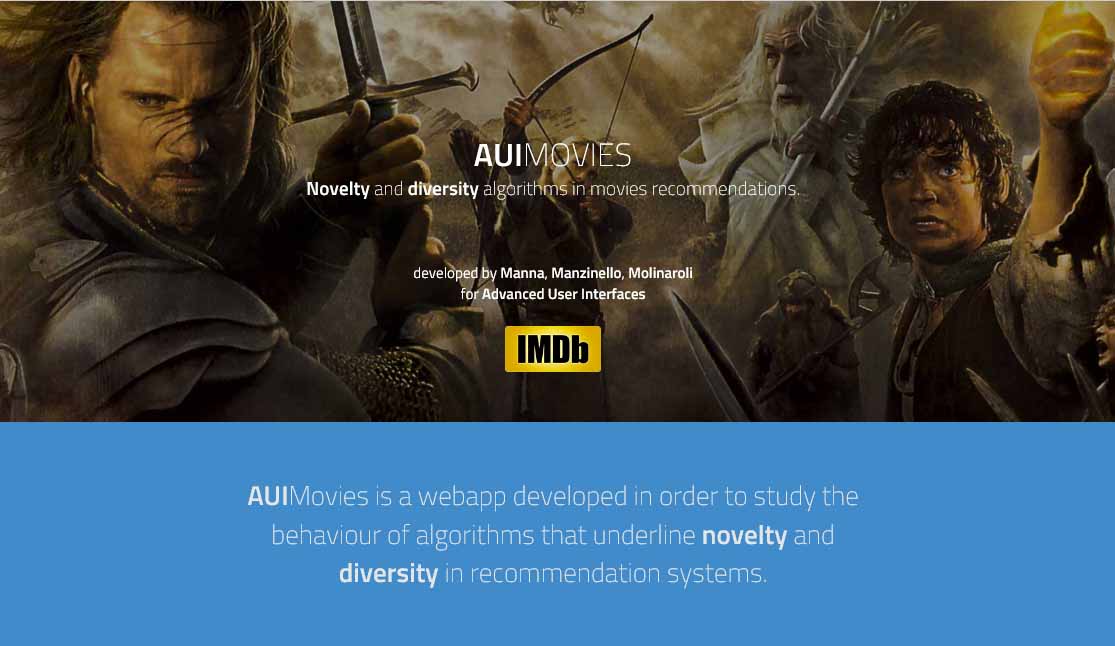 AUIMOVIES
Novelty and diversity algorithms in movies recommendations.
developed by Manna, Manzinello, Molinaroli
for Advanced User Interfaces
IMDb
AUIMovies is a webapp developed in order to study the
behaviour of algorithms that underline novelty and
diversity in recommendation systems.